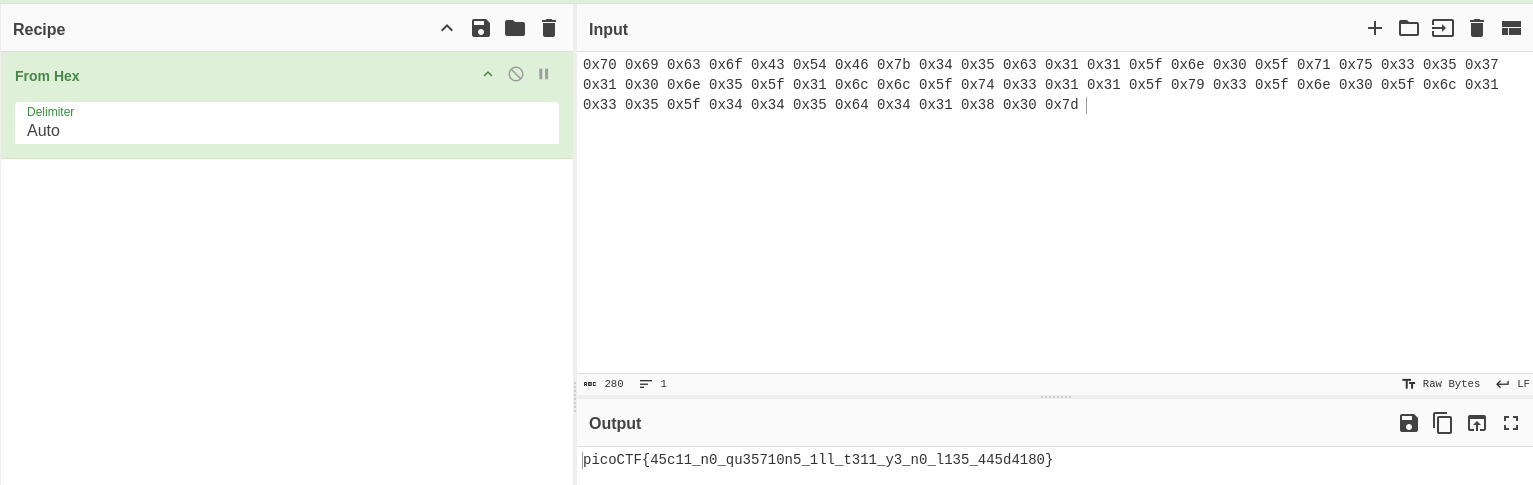 Recipe
From Hex
Delimiter
Auto
Input
0x70 0x69 0x63 0x6f 0x43 0x54 0x46 0x7b 0x34 0x35 0x63 0x31 0x31 0x5f 0x6e 0x30 0x5f 0x71 0x75 0x33 0x35 0x37
0x31 0x30 0x6e 0x35 0x5f 0x31 0x6c 0x6c 0x5f 0x74 0x33 0x31 0x31 0x5f 0x79 0x33 0x5f 0x6e 0x30 0x5f 0x6c 0x31
0x33 0x35 0x5f 0x34 0x34 0x35 0x64 0x34 0x31 0x38 0x30 0x7d
ABC 280 1 Raw Bytes LF
Output
picoCTF{45c11_n0_qu35710n5_1ll_t311_y3_n0_l135_445d4180}